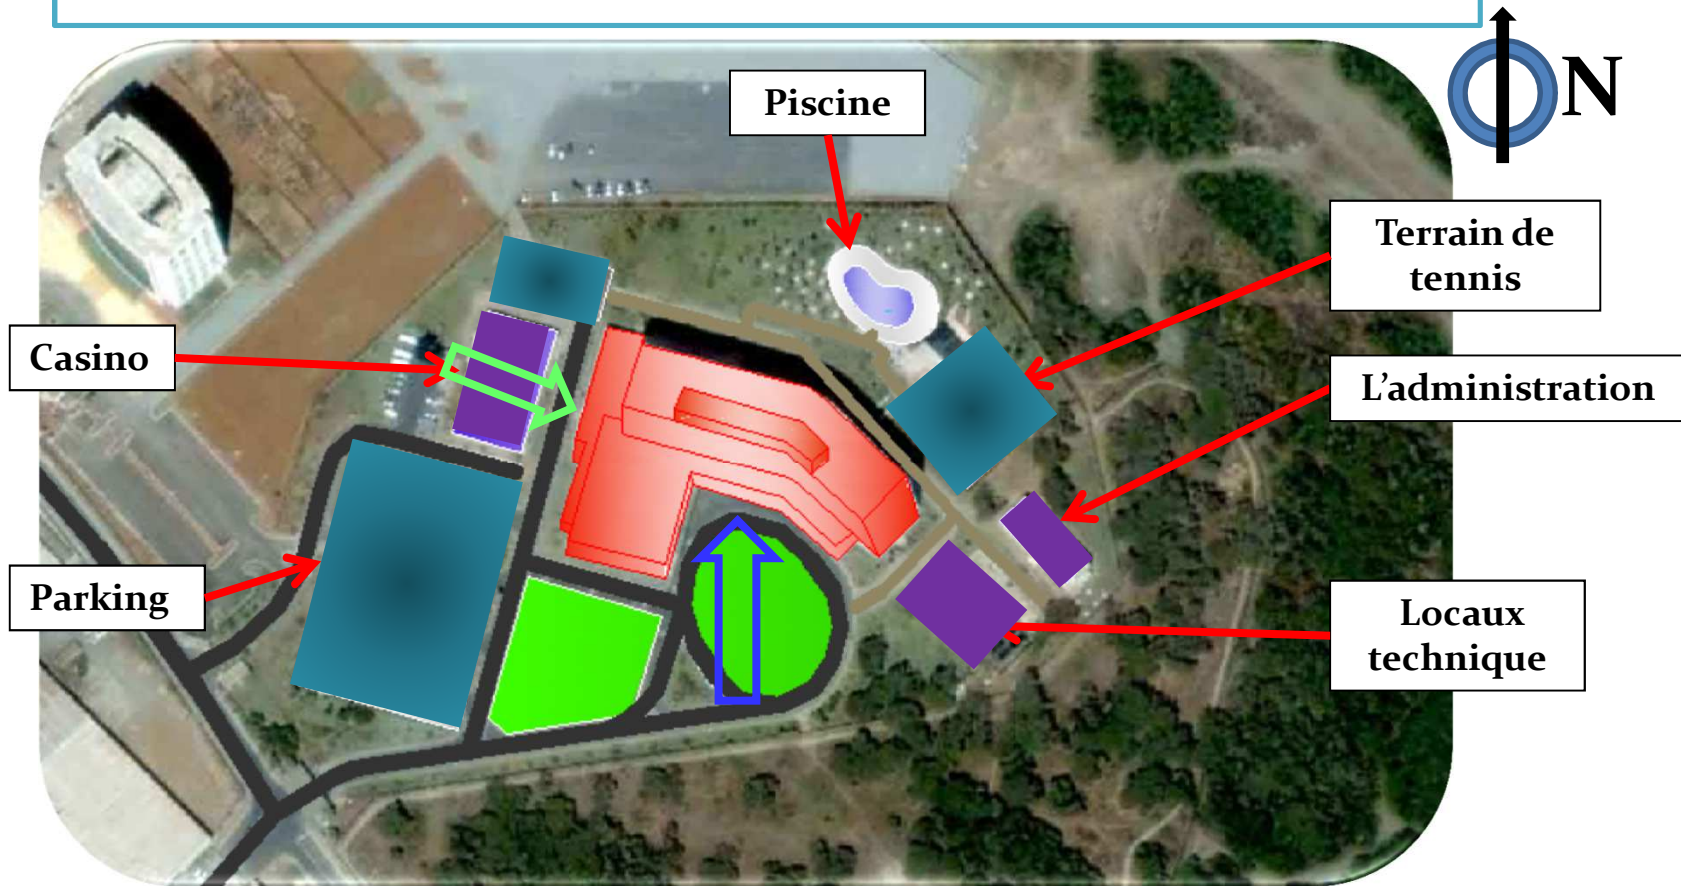 N
Piscine
Terrain de
tennis
Casino
L’administration
Parking
Locaux
technique